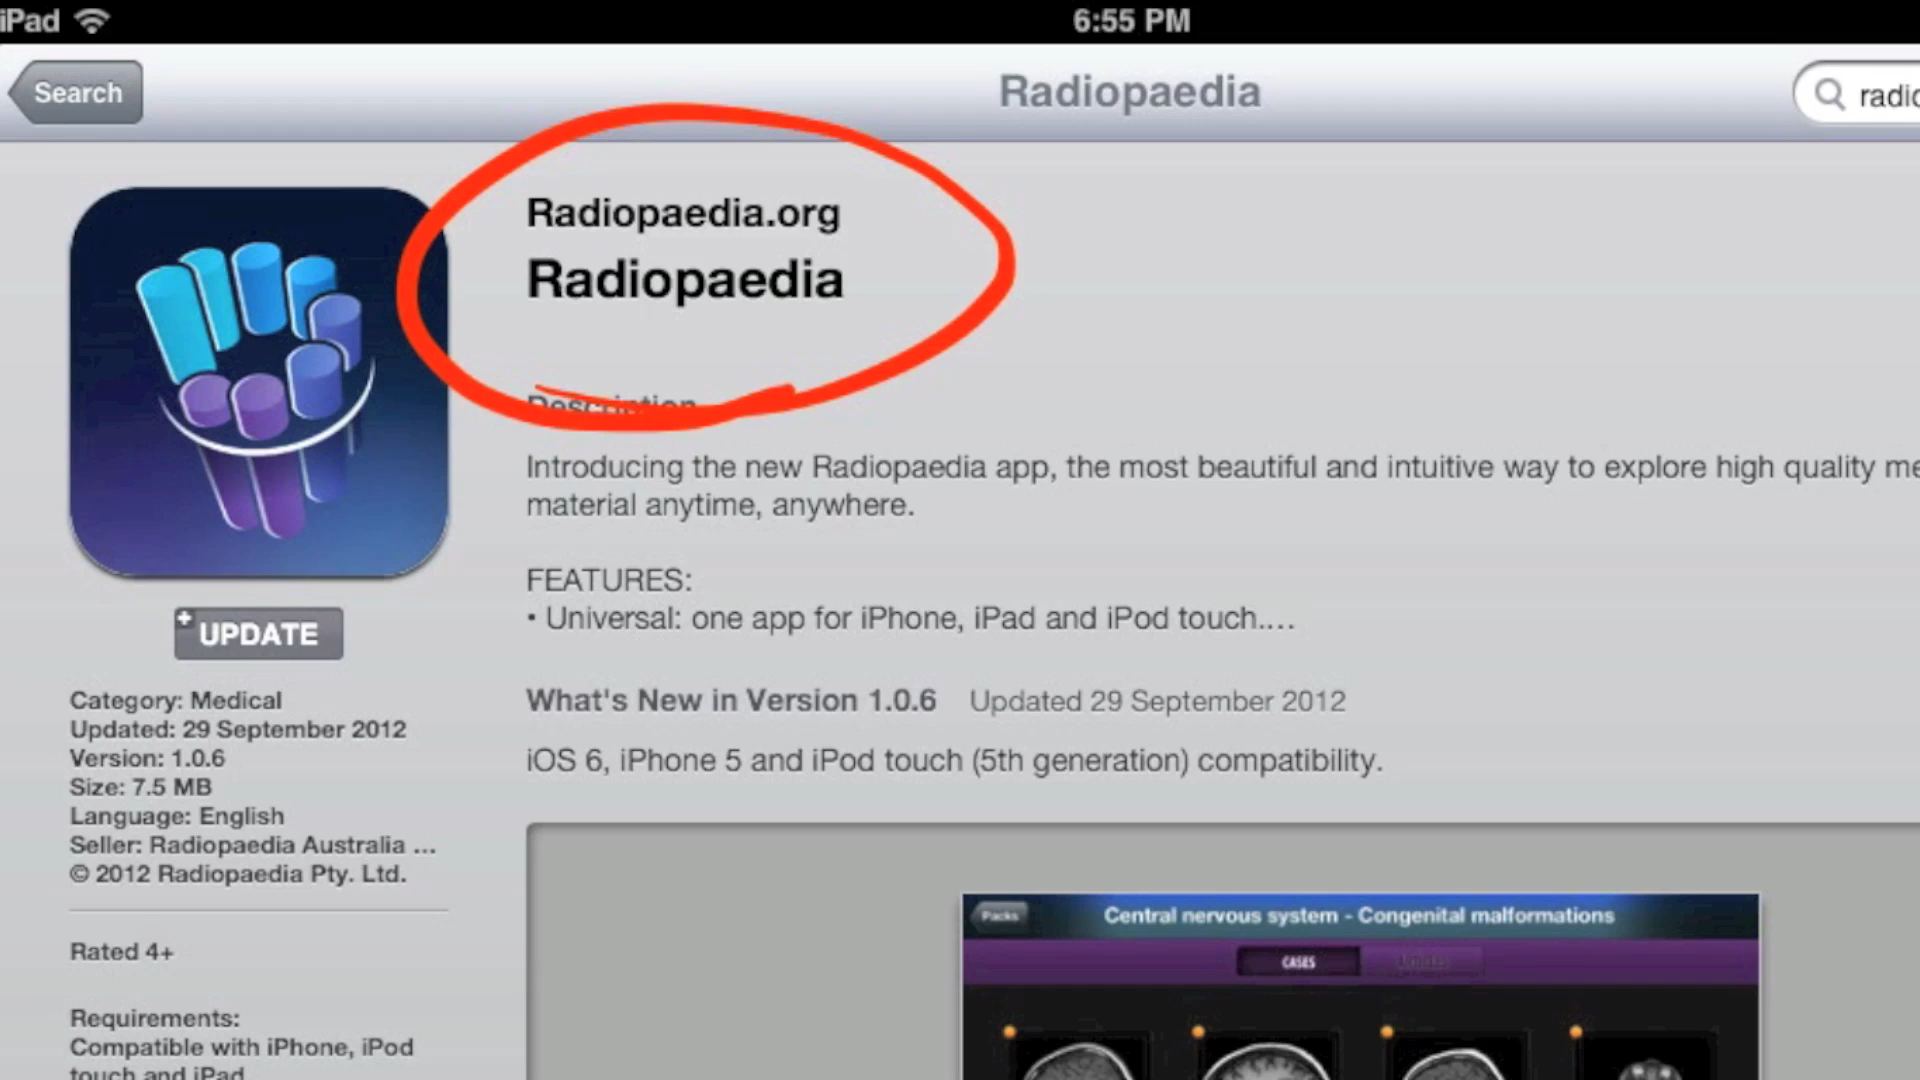 iPad
6:55 PM
Search
Radiopaedia
radio
Radiopaedia.org
Radiopaedia
Description
Introducing the new Radiopaedia app, the most beautiful and intuitive way to explore high quality me
material anytime, anywhere.
FEATURES:
• Universal: one app for iPhone, iPad and iPod touch....
What's New in Version 1.0.6 Updated 29 September 2012
iOS 6, iPhone 5 and iPod touch (5th generation) compatibility.
UPDATE
Category: Medical
Updated: 29 September 2012
Version: 1.0.6
Size: 7.5 MB
Language: English
Seller: Radiopaedia Australia ...
© 2012 Radiopaedia Pty. Ltd.
Rated 4+
Requirements:
Compatible with iPhone, iPod
touch and iPad
Packs
Central nervous system - Congenital malformations
CASES
ARTICLES